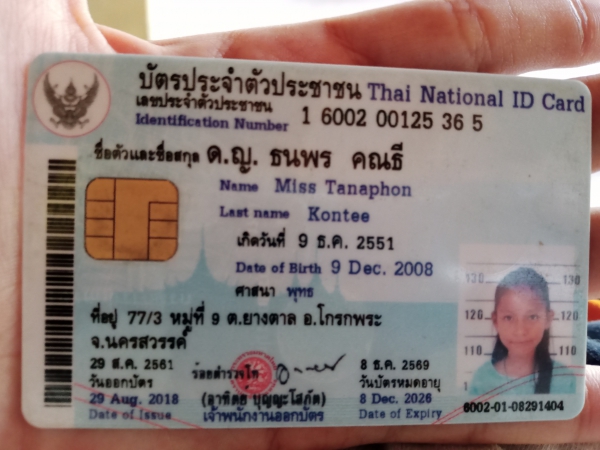 บัตรประจำตัวประชาชน Thai National ID Card
เลขประจำตัวประชาชน
Identification Number 1 6002 00125 36 5
ชื่อตัวและชื่อสกุล ด.ญ. ธนพร คณธี
Name Miss Tanaphon
Last name Kontee
เกิดวันที่ 9 ธ.ค. 2551
Date of Birth 9 Dec. 2008
ศาสนา พุทธ
ที่อยู่ 77/3 หมู่ที่ 9 ต.ยางตาล อ.โกรกพระ
จ.นครสวรรค์
29 ส.ค. 2561
วันออกบัตร
29 Aug. 2018
Date of Issue
ร้อยตำรวจโท
(อาทิตย์ บุญญะโสภัต)
เจ้าพนักงานออกบัตร
8 ธ.ค. 2569
วันบัตรหมดอายุ
8 Dec. 2026
Date of Expiry
130 130
120 120
110 110
6002-01-08291404